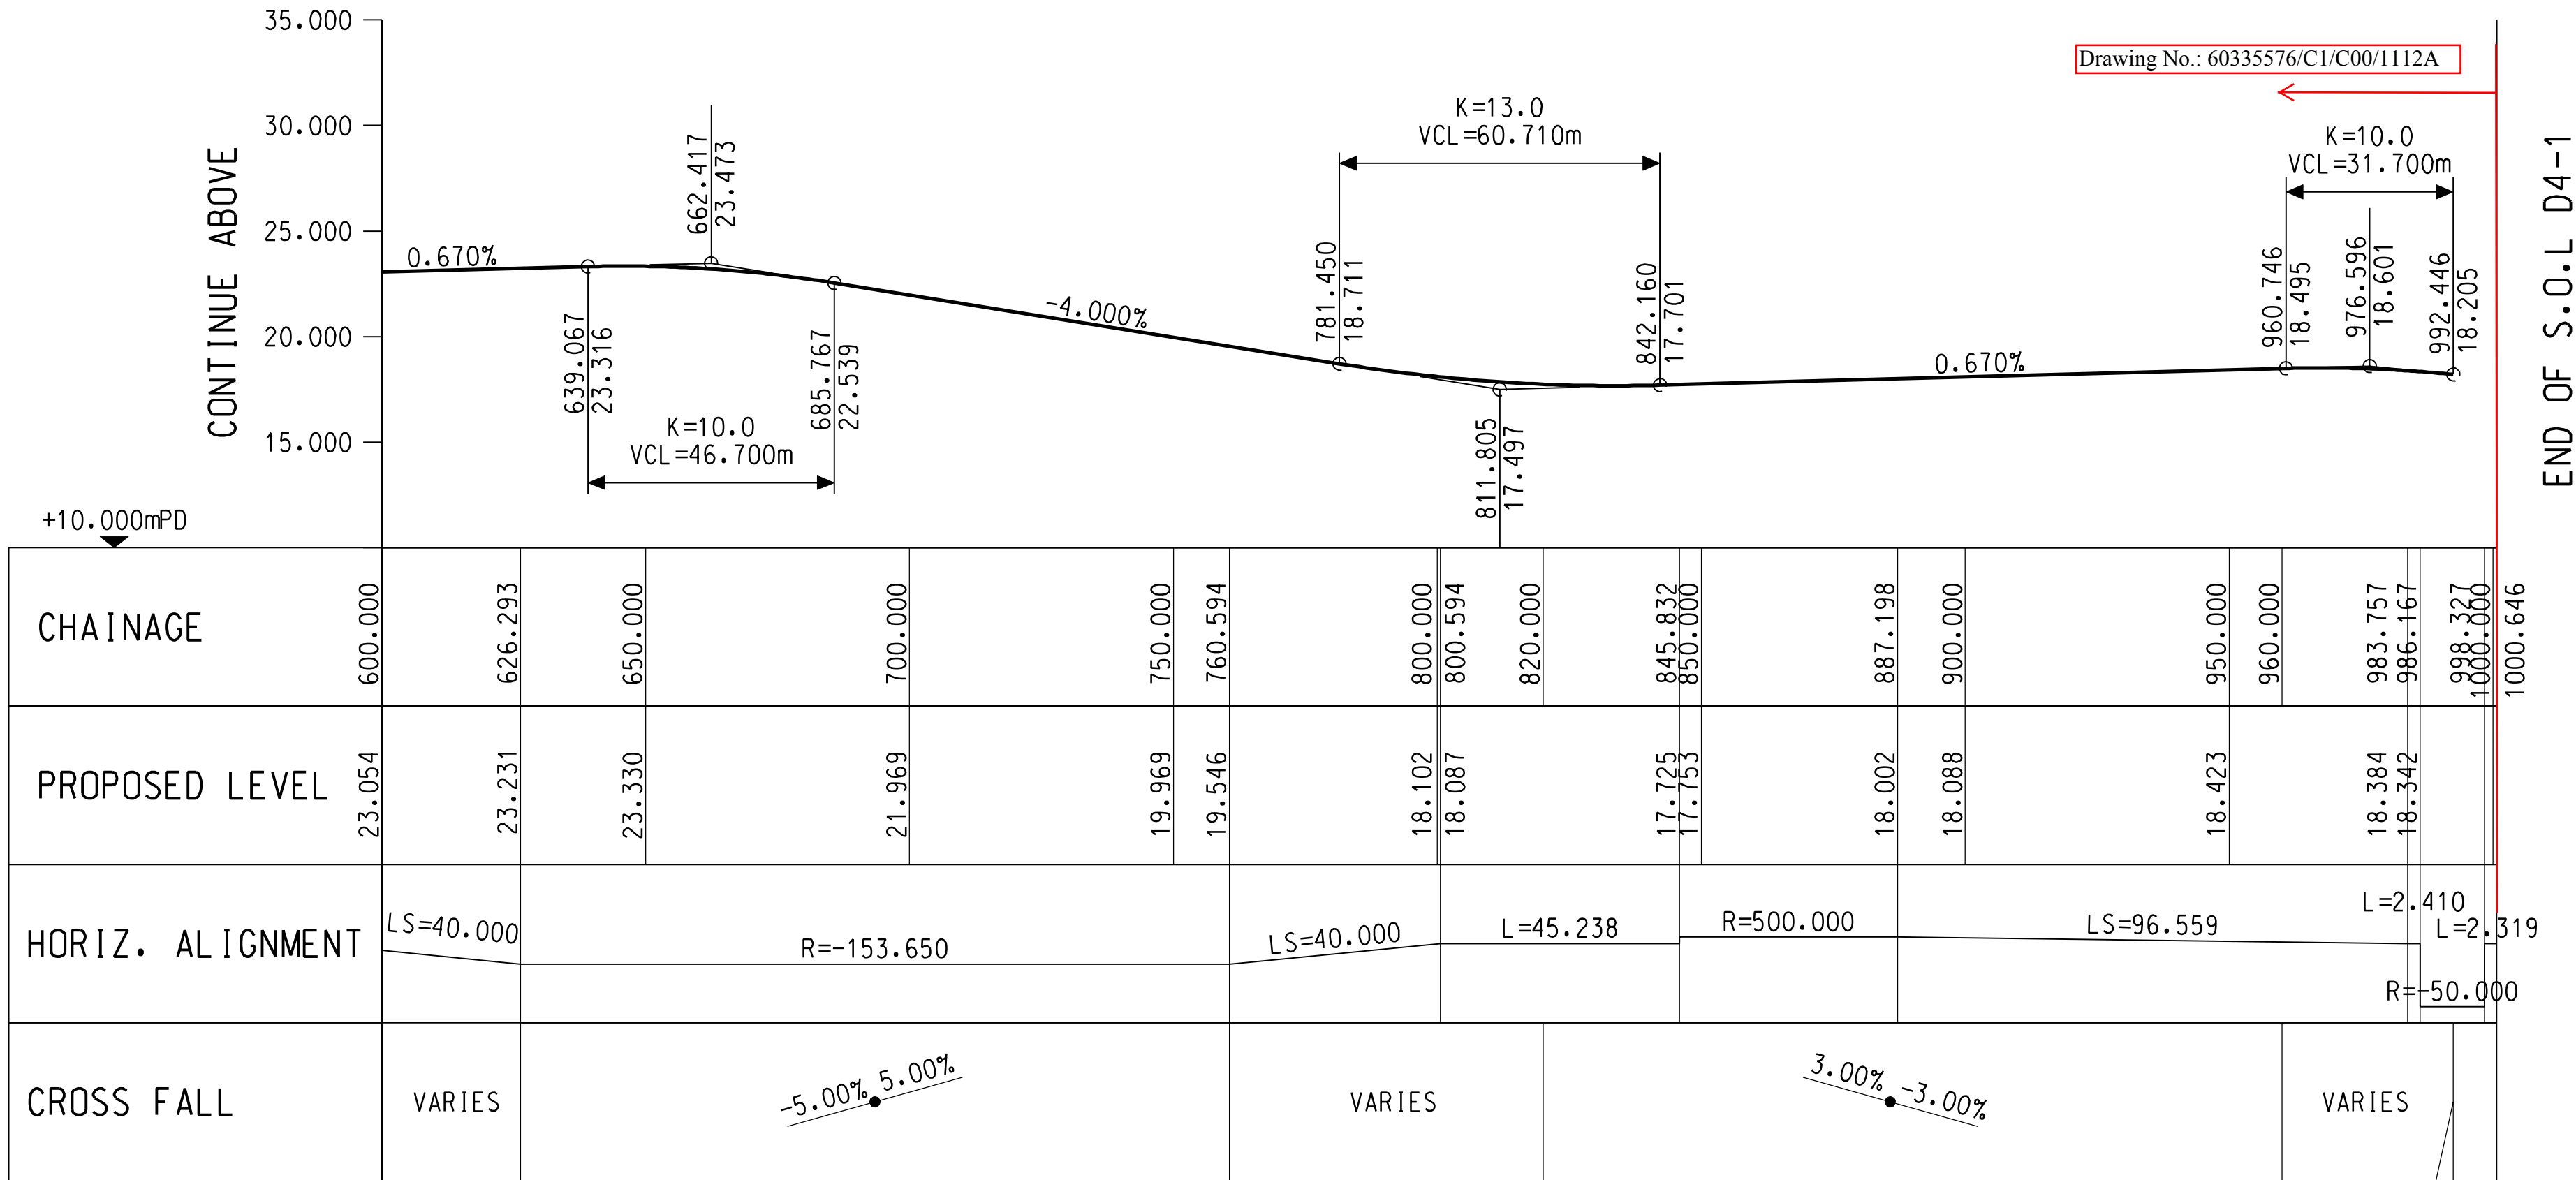 35.000
30.000
25.000
20.000
15.000
CONTINUE ABOVE
+10.000mPD
Drawing No.: 60335576/C1/C00/1112A
END OF S.O.L D4-1
0.670%
639.067
23.316
662.417
23.473
685.767
22.539
K=10.0
VCL=46.700m
-4.000%
K=13.0
VCL=60.710m
781.450
18.711
811.805
17.497
842.160
17.701
0.670%
K=10.0
VCL=31.700m
960.746
18.495
976.596
18.601
992.446
18.205
CHAINAGE
600.000
626.293
650.000
700.000
750.000
760.594
800.000
800.594
820.000
845.832
850.000
887.198
900.000
950.000
960.000
983.757
986.167
998.327
1000.000
1000.646
PROPOSED LEVEL
23.054
23.231
23.330
21.969
19.969
19.546
18.102
18.087
17.725
17.753
18.002
18.088
18.423
18.384
18.342
HORIZ. ALIGNMENT
LS=40.000
R=-153.650
LS=40.000
L=45.238
R=500.000
LS=96.559
L=2.410
R=-50.000
L=2.319
CROSS FALL
VARIES
-5.00% 5.00%
VARIES
3.00% -3.00%
VARIES